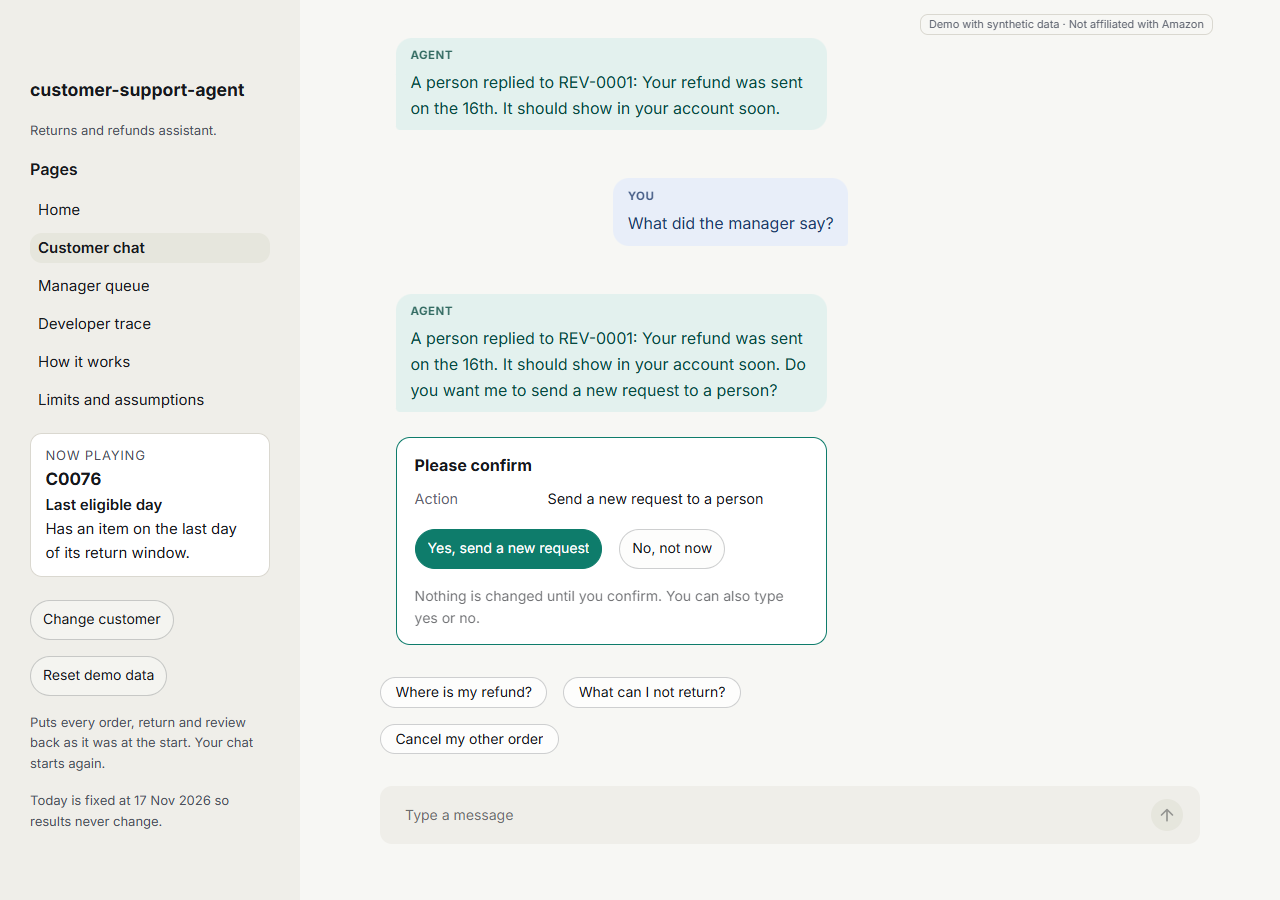 Demo with synthetic data · Not affiliated with Amazon
customer-support-agent
Returns and refunds assistant.
Pages
Home
Customer chat
Manager queue
Developer trace
How it works
Limits and assumptions
NOW PLAYING
C0076
Last eligible day
Has an item on the last day
of its return window.
Change customer
Reset demo data
Puts every order, return and review
back as it was at the start. Your chat
starts again.
Today is fixed at 17 Nov 2026 so
results never change.
AGENT
A person replied to REV-0001: Your refund was sent
on the 16th. It should show in your account soon.
YOU
What did the manager say?
AGENT
A person replied to REV-0001: Your refund was sent
on the 16th. It should show in your account soon. Do
you want me to send a new request to a person?
Please confirm
Action Send a new request to a person
Yes, send a new request No, not now
Nothing is changed until you confirm. You can also type
yes or no.
Where is my refund? What can I not return?
Cancel my other order
Type a message